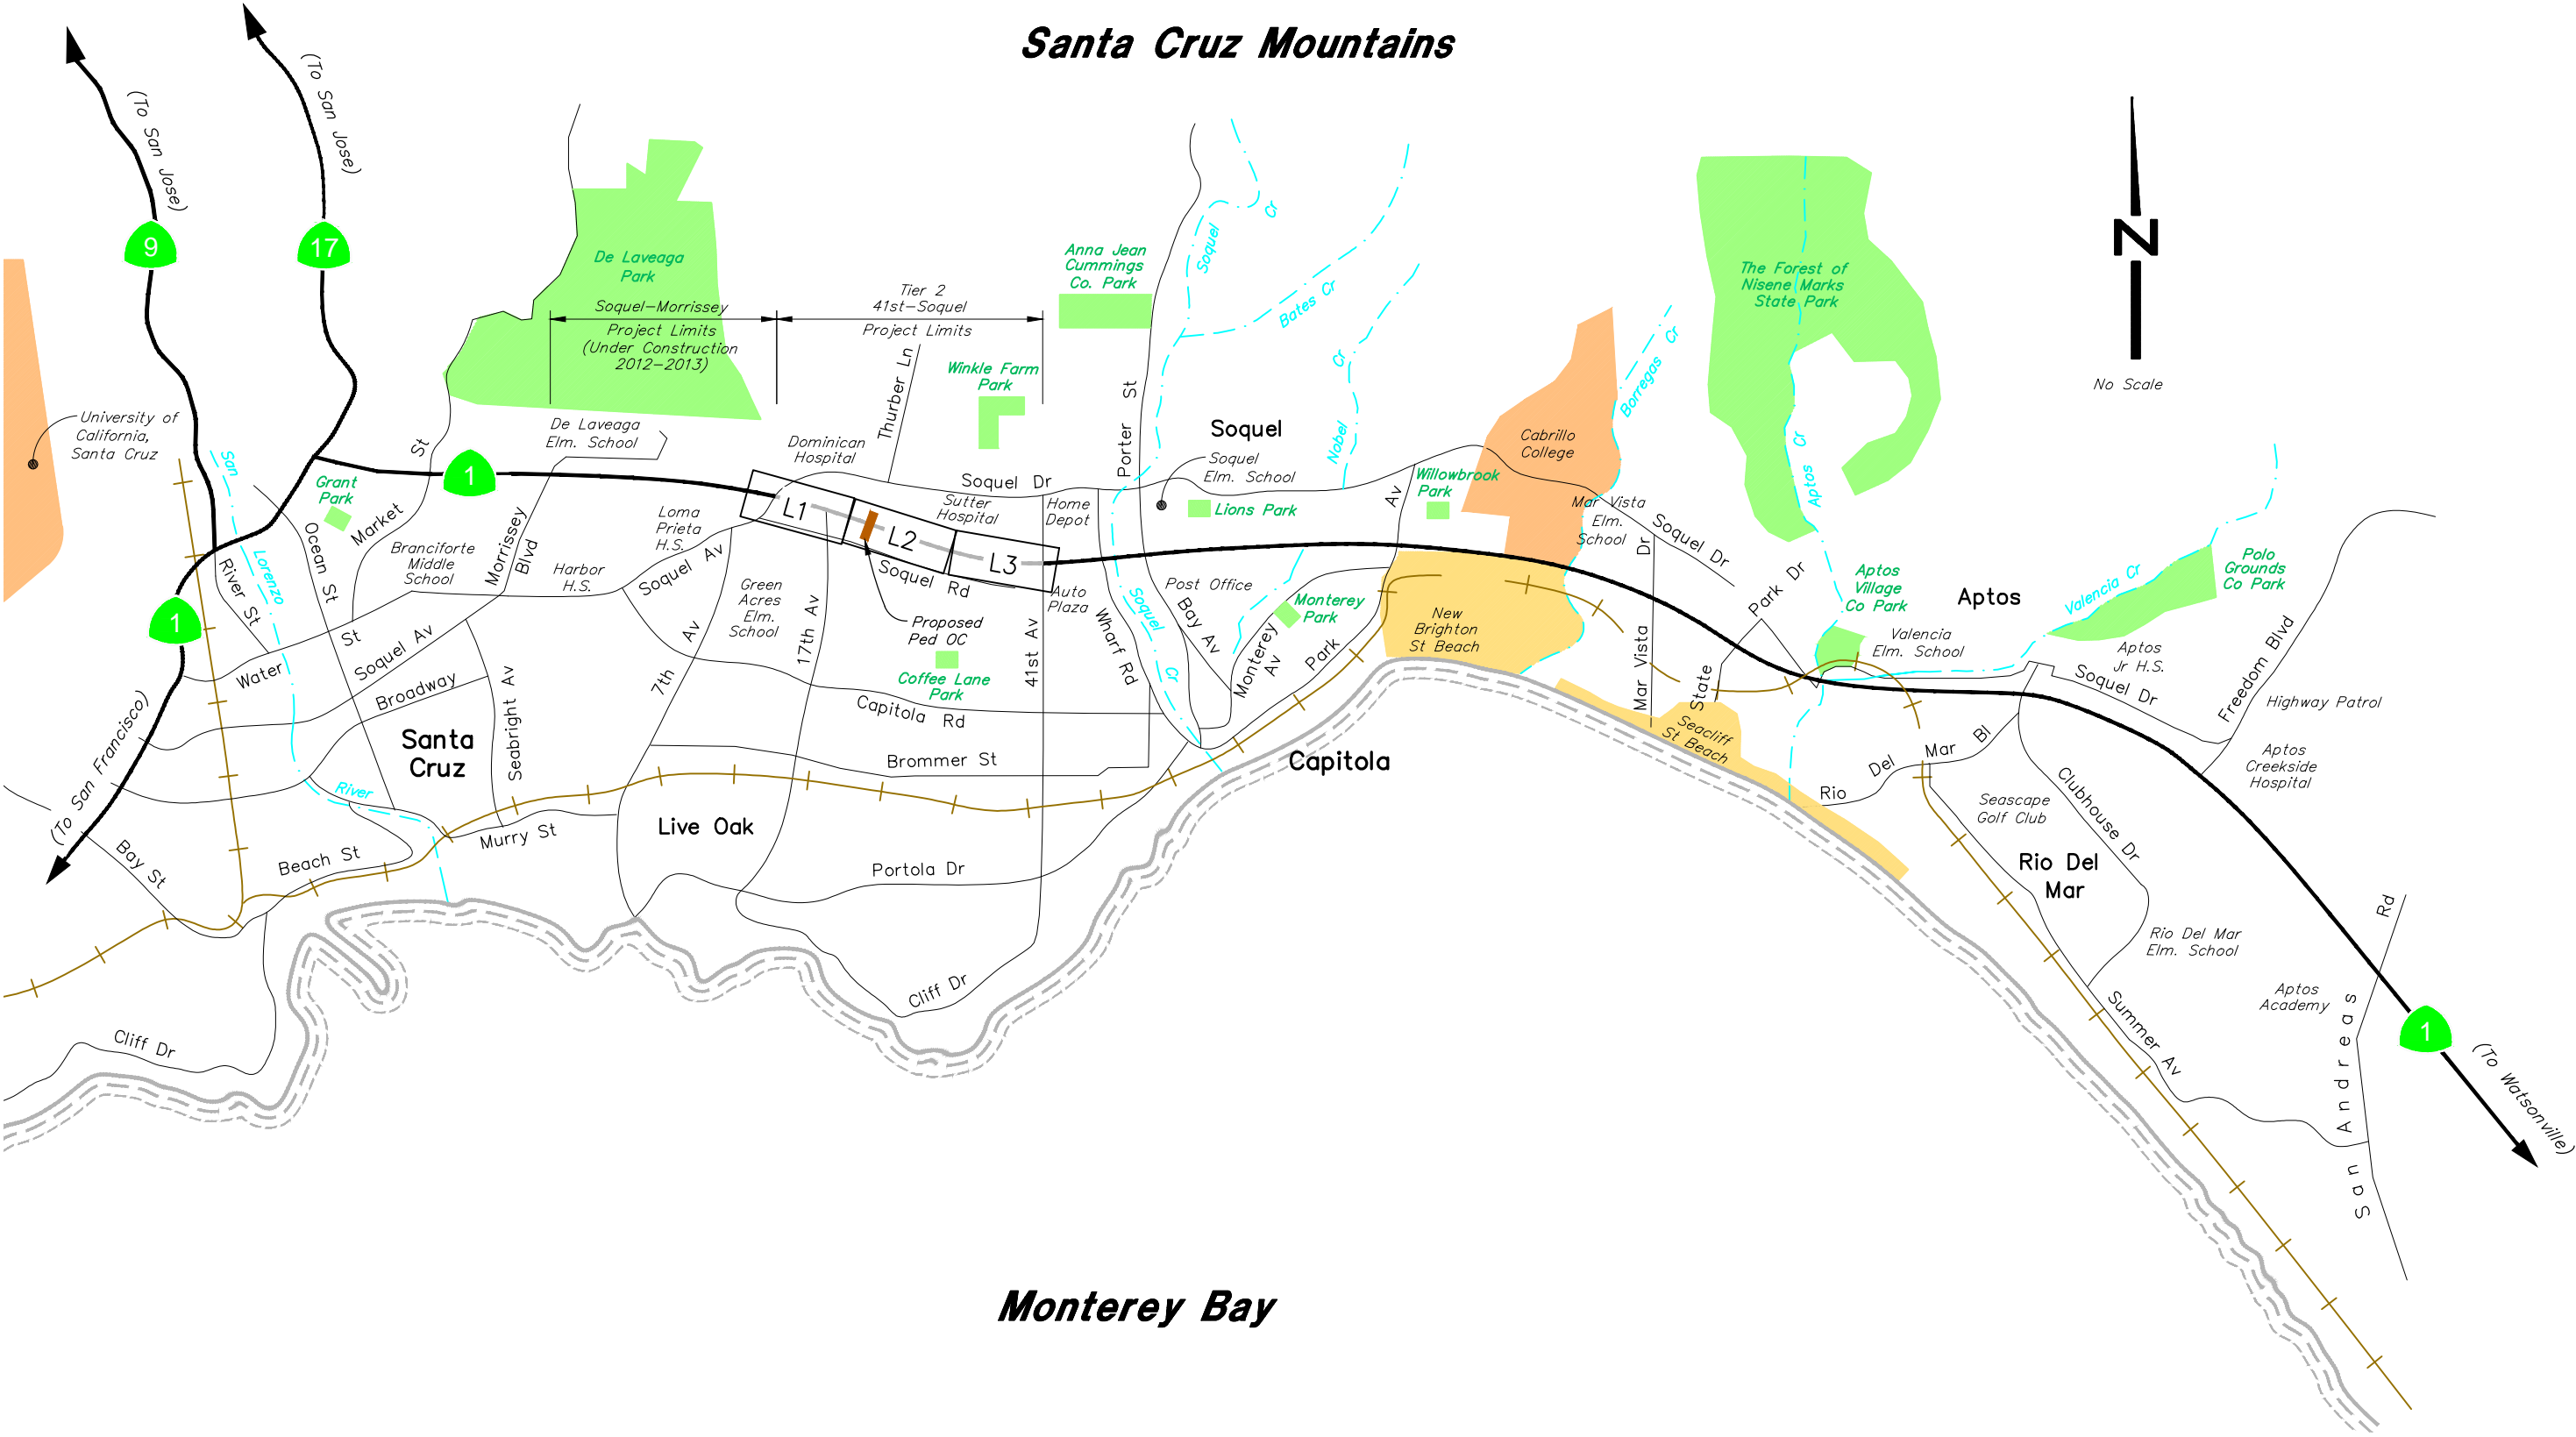 Santa Cruz Mountains
(To San Jose)
(To San Jose)
9
17
De Laveaga
Park
Soquel-Morrissey
Project Limits
(Under Construction
2012-2013)
Tier 2
41st-Soquel
Project Limits
Anna Jean
Cummings
Co. Park
Soquel
Cr
Bates Cr
Nobel
Cr
Borregas
Cr
The Forest of
Nisene Marks
State Park
Aptos
Cr
N
No Scale
University of
California,
Santa Cruz
San
Lorenzo
River
Grant
Park
Market
St
1
De Laveaga
Elm. School
Dominican
Hospital
Thurber Ln
Winkle Farm
Park
Porter St
Soquel
Soquel
Elm. School
Lions Park
Soquel Dr
Sutter
Hospital
Home
Depot
Willowbrook
Park
Cabrillo
College
Mar Vista
Elm.
School
Soquel Dr
L1
L2
L3
Soquel Rd
Loma
Prieta
H.S.
Soquel Av
Harbor
H.S.
Branciforte
Middle
School
Morrissey
Blvd
Ocean St
River St
1
Water
St
Soquel Av
Broadway
Seabright Av
Santa
Cruz
Green
Acres
Elm.
School
7th Av
17th Av
Proposed
Ped OC
Coffee Lane
Park
Capitola Rd
Brommer St
41st Av
Auto
Plaza
Wharf Rd
Soquel
Cr
Post Office
Bay Av
Monterey
Park
Monterey
Av
Park
Av
New
Brighton
St Beach
Capitola
Mar Vista
Dr
State
Park Dr
Seacliff
St Beach
Aptos
Village
Co Park
Aptos
Valencia
Elm. School
Valencia Cr
Polo
Grounds
Co Park
Aptos
Jr H.S.
Soquel Dr
Freedom Blvd
Highway Patrol
Aptos
Creekside
Hospital
Rio
Del
Mar
Bl
Seascape
Golf Club
Clubhouse Dr
Rio Del
Mar
Rio Del Mar
Elm. School
Summer Av
Aptos
Academy
San Andreas
Rd
1
(To Watsonville)
(To San Francisco)
Bay St
Beach St
Murry St
Live Oak
Portola Dr
Cliff Dr
Cliff Dr
Monterey Bay